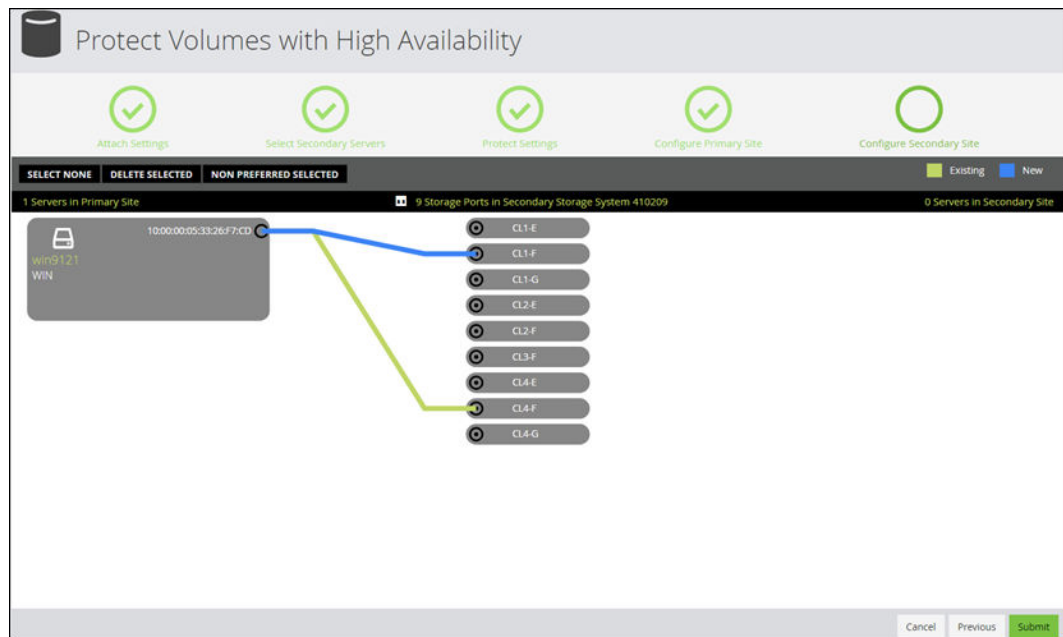 Protect Volumes with High Availability
Attach Settings
Select Secondary Servers
Protect Settings
Configure Primary Site
Configure Secondary Site
SELECT NONE DELETE SELECTED NON PREFERRED SELECTED Existing New
1 Servers in Primary Site 9 Storage Ports in Secondary Storage System 410209 0 Servers in Secondary Site
10:00:00:05:33:26:F7:CD
win9121
WIN
CL1-E
CL1-F
CL1-G
CL2-E
CL2-F
CL3-F
CL4-E
CL4-F
CL4-G
Cancel Previous Submit